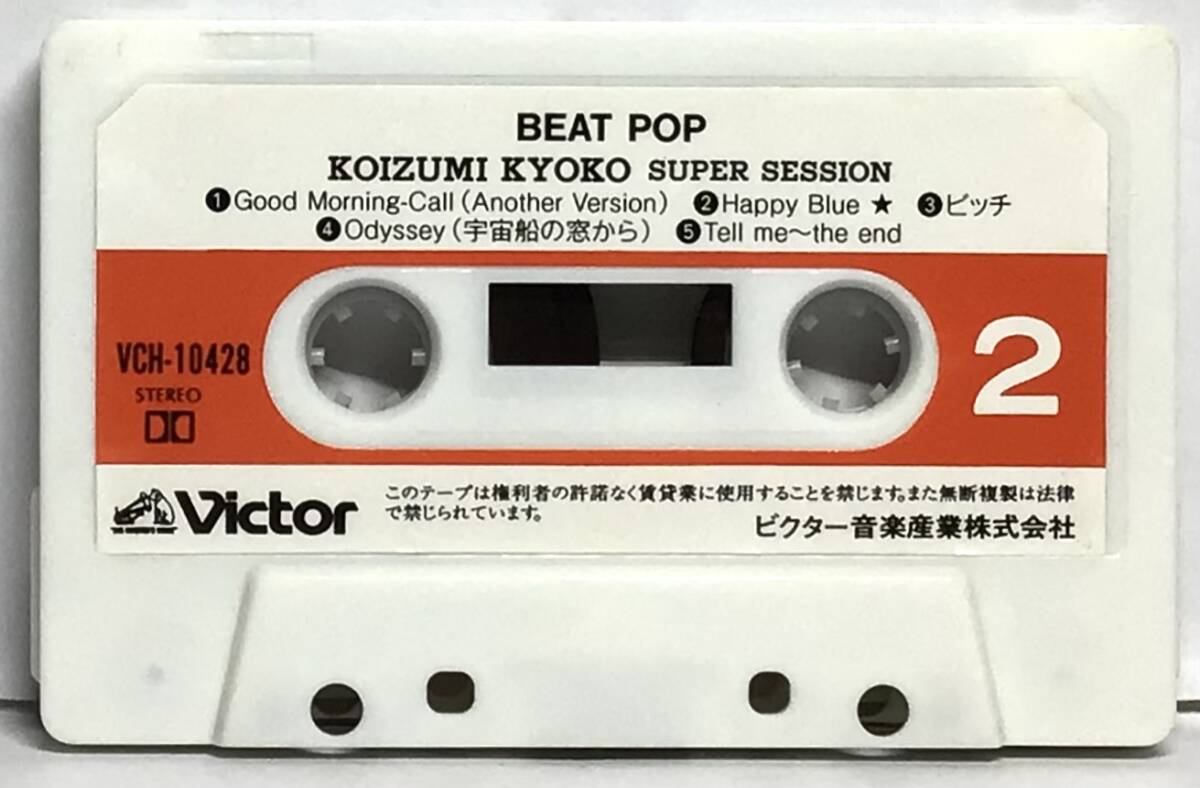 BEAT POP
KOIZUMI KYOKO SUPER SESSION
❶Good Morning-Call (Another Version) ❷Happy Blue ★ ❸ビッチ
❹Odyssey (宇宙船の窓から) ❺Tell me〜the end
VCH-10428
STEREO
2
Victor
このテープは権利者の許諾なく賃貸業に使用することを禁じます。また無断複製は法律
で禁じられています。
ビクター音楽産業株式会社